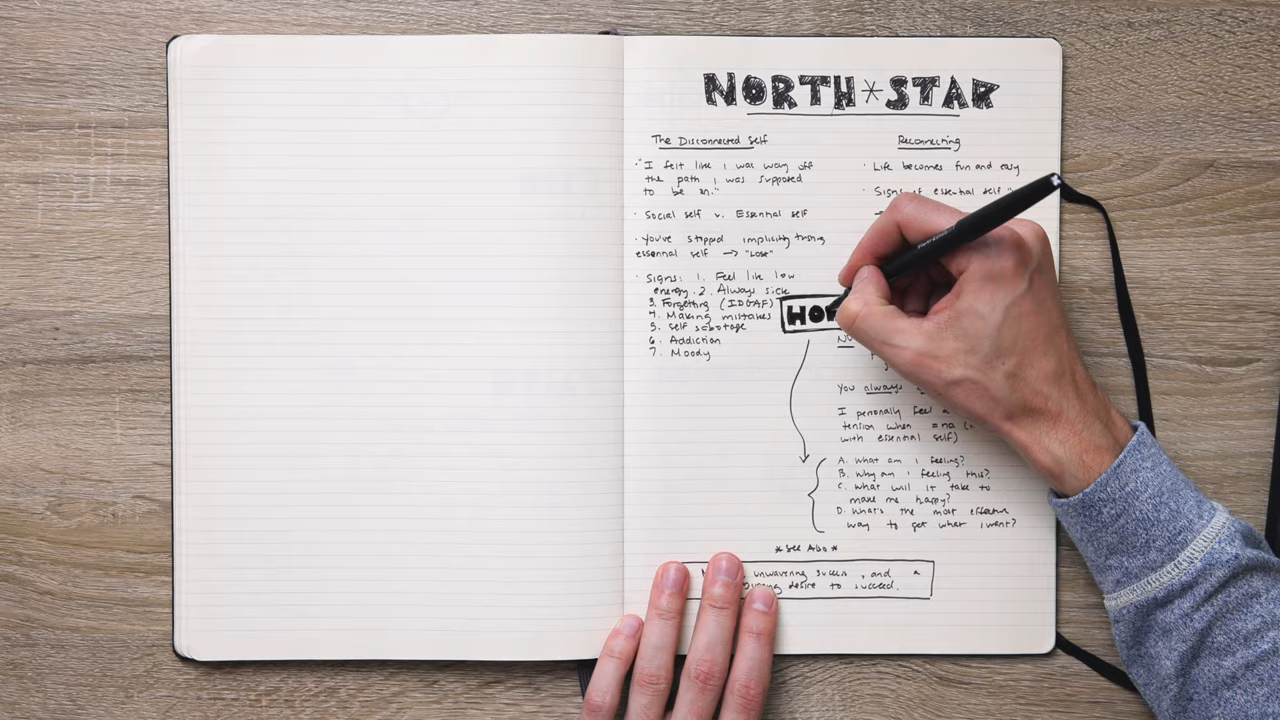 NORTH * STAR
The Disconnected Self
· "I felt like i was way off
the path i was supposed
to be on."
· Social self v. Essential self
· You've stopped implicitly
essential self → "Lost"
· Signs: 1. Feel like low
energy. 2. Always sick
3. Forgetting (IDGAF)
4. Making mistakes
5. Self sabotage
6. Addiction
7. Moody
Reconnecting
· Life becomes fun and easy
· Signs of essential self
You always
I personally feel a
tension when = no
with essential self)
A. What am i feeling?
B. Why am i feeling this?
C. What will it take to
make me happy?
D. What's the most effective
way to get what i want?
*See Also*
unwavering success, and a
desire to succeed.